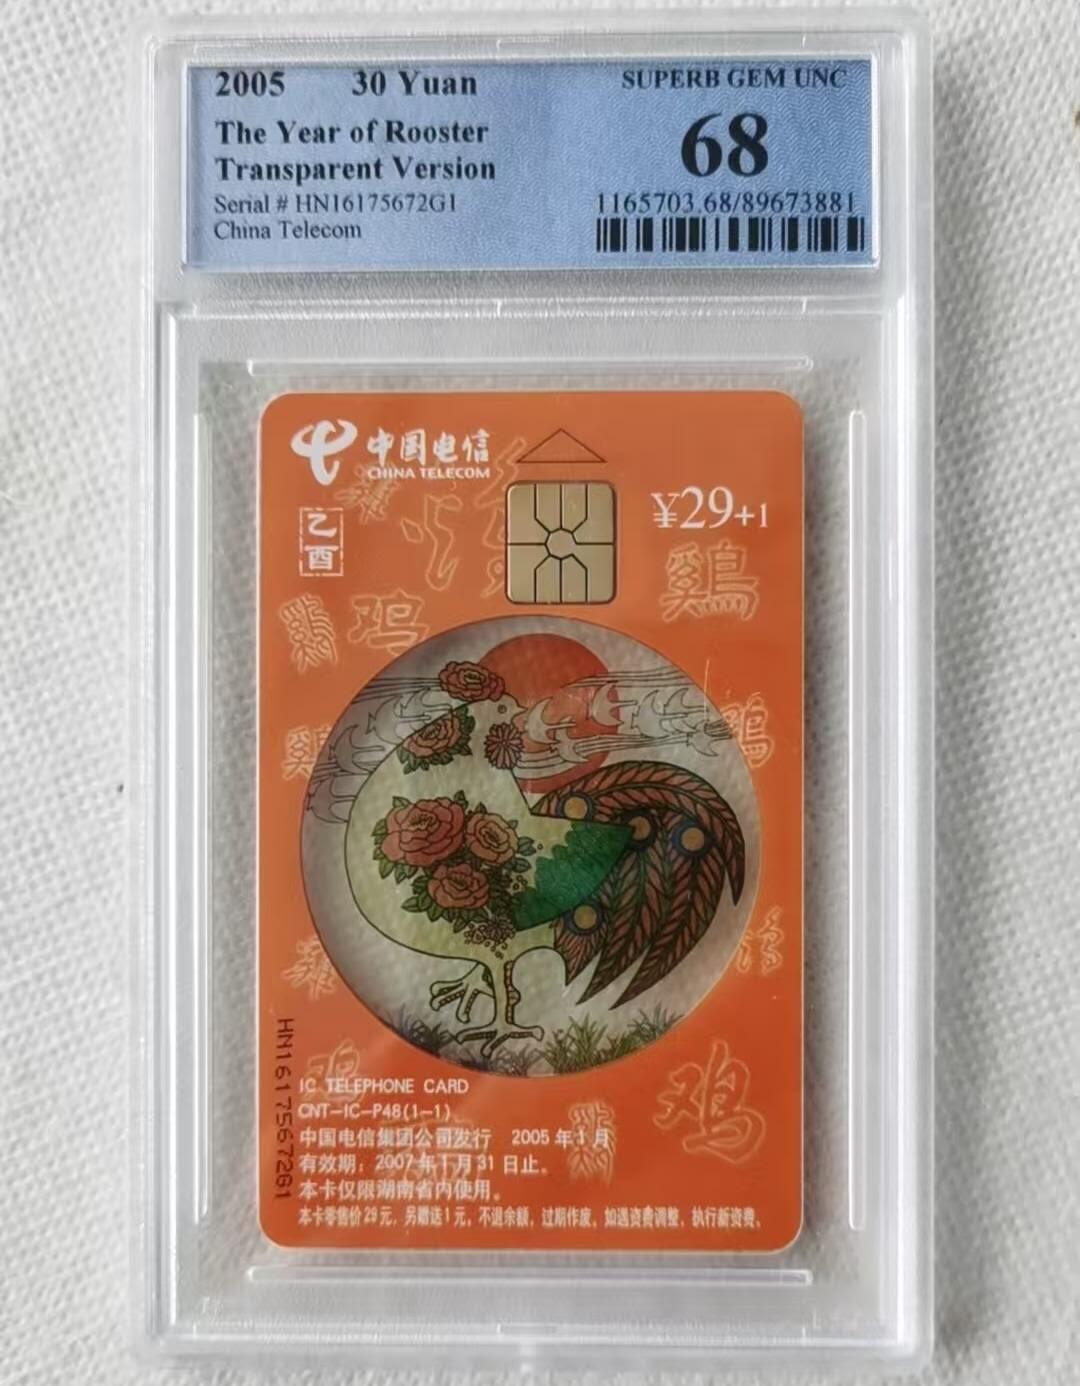 2005 30 Yuan
SUPERB GEM UNC
The Year of Rooster
68
Transparent Version
Serial # HN16175672G1
1165703.68/89673881
China Telecom
中国电信
CHINA TELECOM
¥29+1
乙酉
鷄
鸡
鸡
HN16175672G1
IC TELEPHONE CARD
CNT-IC-P48(1-1)
中国电信集团公司发行 2005年1月
有效期：2007年1月31日止。
本卡仅限湖南省内使用。
本卡零售价29元，另赠送1元，不退余额，过期作废，如遇资费调整，执行新资费。